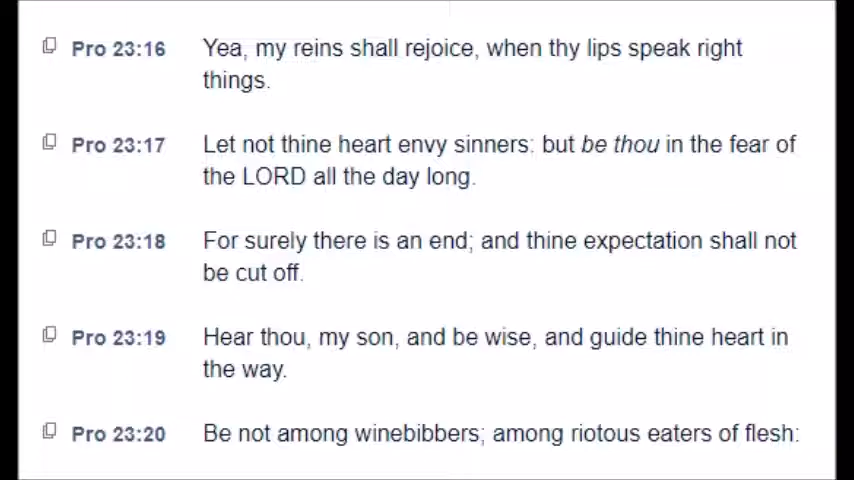 Pro 23:16 Yea, my reins shall rejoice, when thy lips speak right
things.
Pro 23:17 Let not thine heart envy sinners: but be thou in the fear of
the LORD all the day long.
Pro 23:18 For surely there is an end; and thine expectation shall not
be cut off.
Pro 23:19 Hear thou, my son, and be wise, and guide thine heart in
the way.
Pro 23:20 Be not among winebibbers; among riotous eaters of flesh: